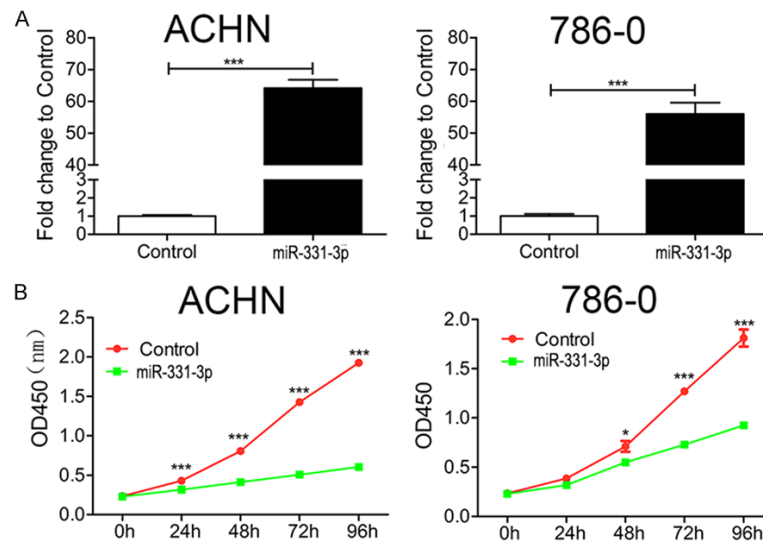 A
ACHN
Fold change to Control
80
70
60
50
40
3
2
1
0
***
Control
miR-331-3p
786-0
Fold change to Control
80
70
60
50
40
3
2
1
0
***
Control
miR-331-3p
B
ACHN
OD450（nm）
2.5
2.0
1.5
1.0
0.5
0.0
Control
miR-331-3p
***
***
***
***
0h 24h 48h 72h 96h
786-0
OD450
2.0
1.5
1.0
0.5
0.0
Control
miR-331-3p
*
***
***
0h 24h 48h 72h 96h